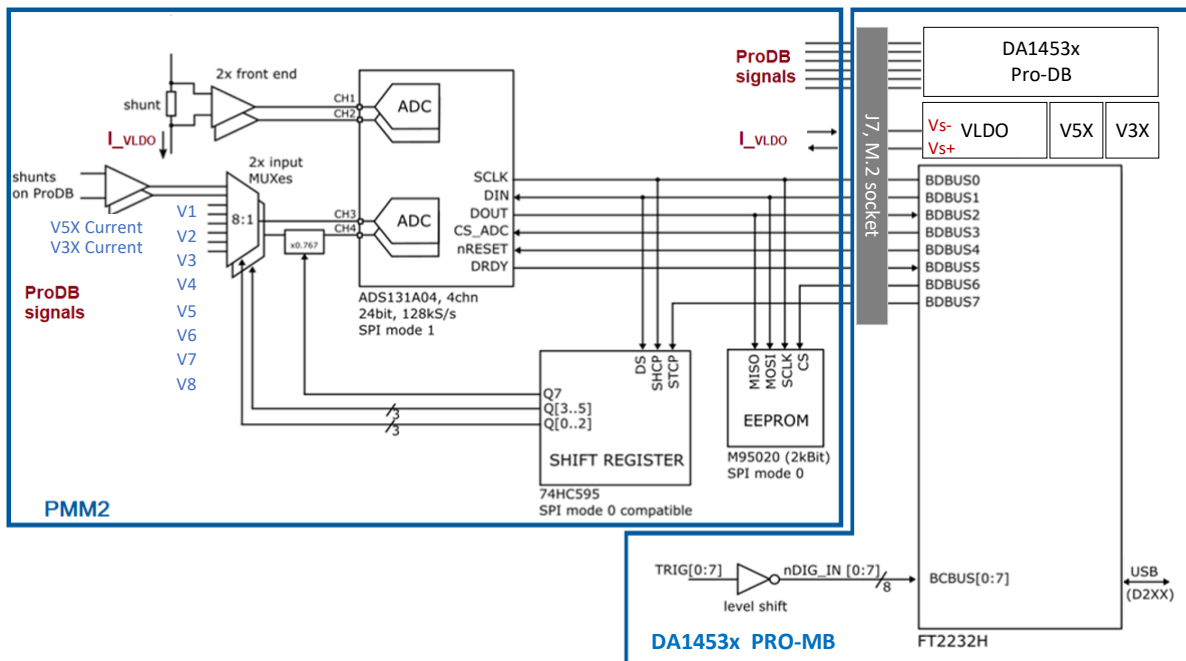 2x front end
shunt
I_VLDO
shunts
on ProDB
2x input
MUXes
8:1
V1
V5X Current
V2
V3X Current
V3
V4
V5
V6
V7
V8
ProDB
signals
CH1
CH2
ADC
CH3
CH4
ADC
x0.767
SCLK
DIN
DOUT
CS_ADC
nRESET
DRDY
ADS131A04, 4chn
24bit, 128kS/s
SPI mode 1
DS
SHCP
STCP
Q7
Q[3..5]
Q[0..2]
3
3
SHIFT REGISTER
74HC595
SPI mode 0 compatible
MISO
MOSI
SCLK
CS
EEPROM
M95020 (2kBit)
SPI mode 0
PMM2
ProDB
signals
I_VLDO
J7, M.2 socket
DA1453x
Pro-DB
Vs-
Vs+
VLDO
V5X
V3X
BDBUS0
BDBUS1
BDBUS2
BDBUS3
BDBUS4
BDBUS5
BDBUS6
BDBUS7
TRIG[0:7]
nDIG_IN [0:7]
8
level shift
BCBUS[0:7]
USB
(D2XX)
FT2232H
DA1453x PRO-MB